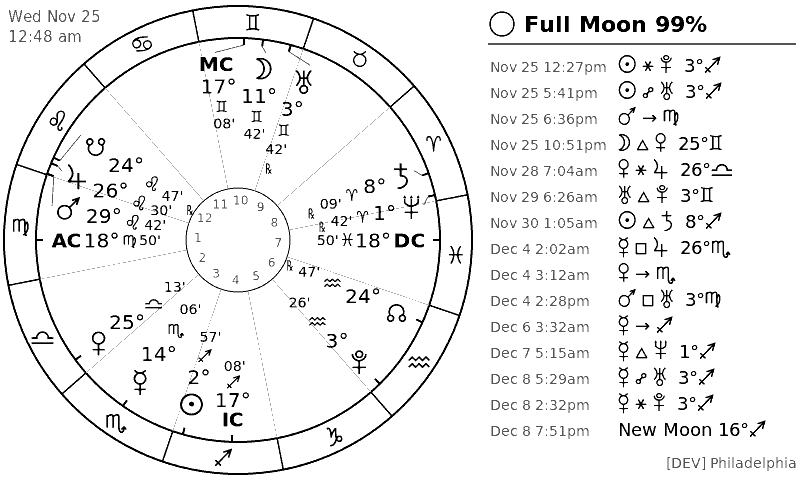 Wed Nov 25
12:48 am
MC
17° ♊ 08'
☽ 11° ♊ 42'
♅ 3° ♊ 42' ℞
♄ 8° ♈ 09' ℞
♆ 1° ♈ 42' ℞
DC 18° ♓ 50'
☊ 24° ♒ 47' ℞
♇ 3° ♒ 26'
IC
17° ♐ 08'
☉ 2° ♐ 57'
☿ 14° ♏ 06'
♀ 25° ♎ 13'
AC 18° ♍ 50'
♂ 29° ♌ 42'
♃ 26° ♌ 30'
☋ 24° ♌ 47' ℞
♈
♉
♊
♋
♌
♍
♎
♏
♐
♑
♒
♓
1
2
3
4
5
6
7
8
9
10
11
12
Full Moon 99%
Nov 25 12:27pm ☉ ⚹ ♇ 3°♐
Nov 25 5:41pm ☉ ☍ ♅ 3°♐
Nov 25 6:36pm ♂ → ♍
Nov 25 10:51pm ☽ △ ♀ 25°♊
Nov 28 7:04am ♀ ⚹ ♃ 26°♎
Nov 29 6:26am ♅ △ ♇ 3°♊
Nov 30 1:05am ☉ △ ♄ 8°♐
Dec 4 2:02am ☿ □ ♃ 26°♏
Dec 4 3:12am ♀ → ♏
Dec 4 2:28pm ♂ □ ♅ 3°♍
Dec 6 3:32am ☿ → ♐
Dec 7 5:15am ☿ △ ♆ 1°♐
Dec 8 5:29am ☿ ☍ ♅ 3°♐
Dec 8 2:32pm ☿ ⚹ ♇ 3°♐
Dec 8 7:51pm New Moon 16°♐
[DEV] Philadelphia